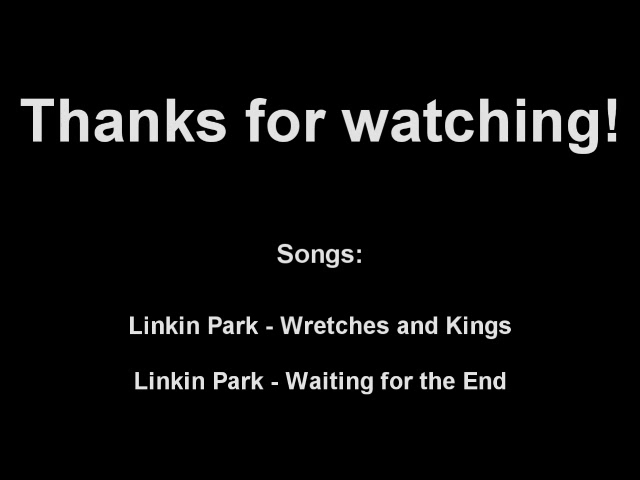 Thanks for watching!
Songs:
Linkin Park - Wretches and Kings
Linkin Park - Waiting for the End